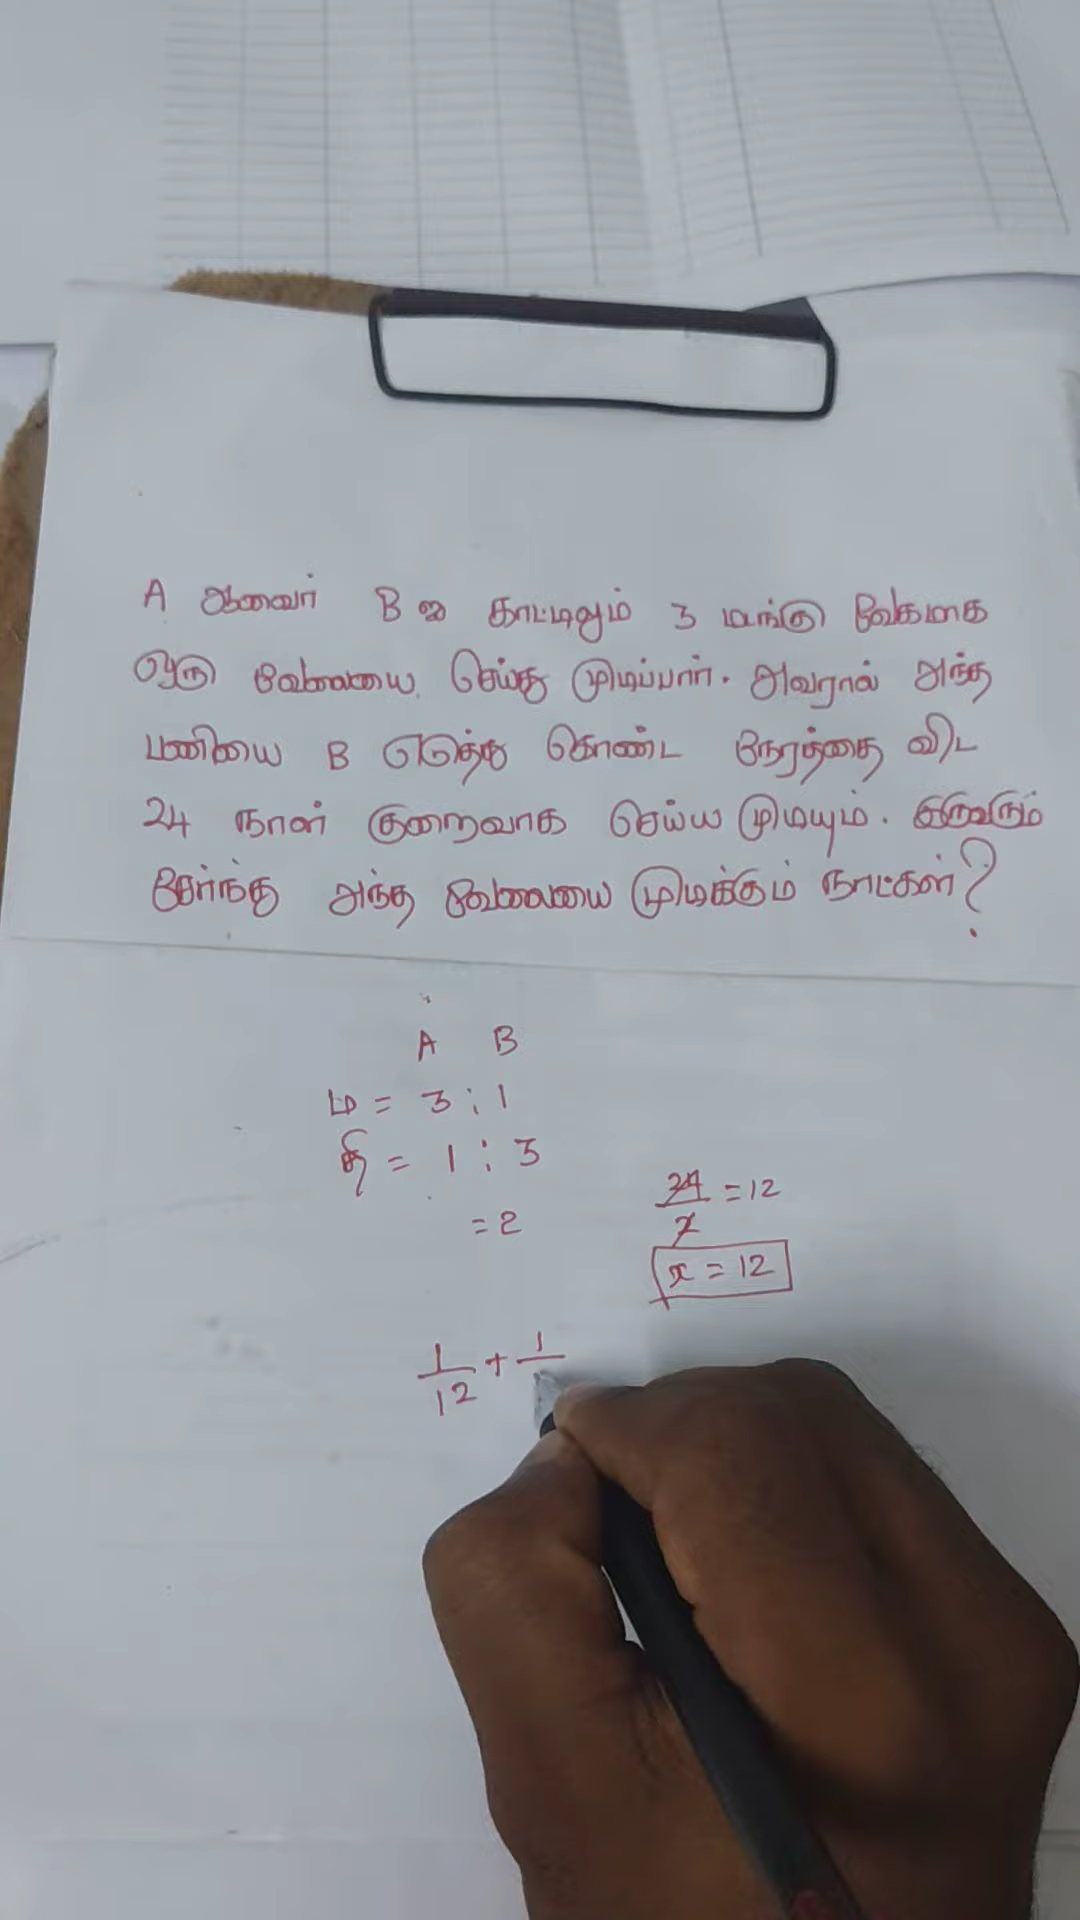 A ஆனவர் B ஐ காட்டிலும் 3 மடங்கு வேகமாக
ஒரு வேலையை செய்து முடிப்பார். அவரால் அந்த
பணியை B எடுத்து கொண்ட நேரத்தை விட
24 நாள் குறைவாக செய்ய முடியும். இருவரும்
சேர்ந்து அந்த வேலையை முடிக்கும் நாட்கள்?
A B
ம = 3 : 1
தி = 1 : 3
= 2
24/2 = 12
x = 12
1/12 + 1/